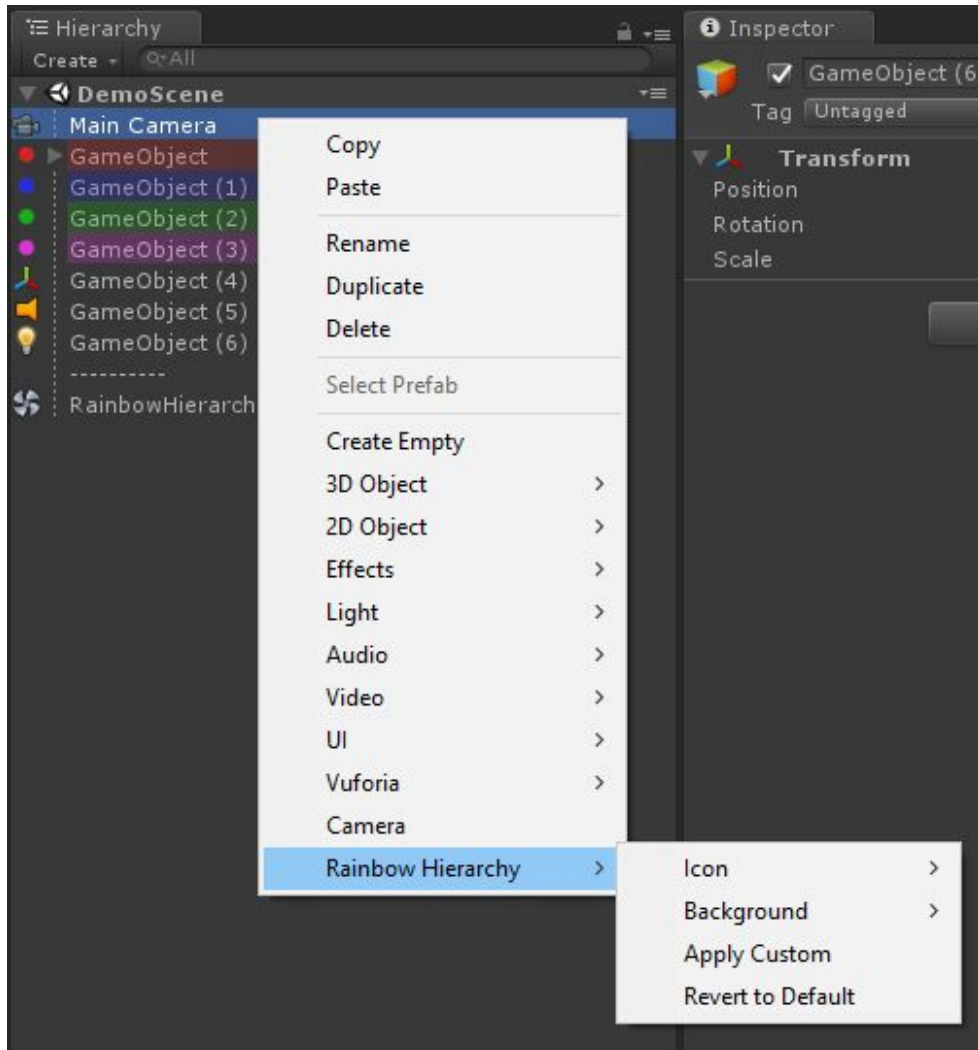 Hierarchy
Create
All
DemoScene
Main Camera
GameObject
GameObject (1)
GameObject (2)
GameObject (3)
GameObject (4)
GameObject (5)
GameObject (6)
----------
RainbowHierarch
Copy
Paste
Rename
Duplicate
Delete
Select Prefab
Create Empty
3D Object
2D Object
Effects
Light
Audio
Video
UI
Vuforia
Camera
Rainbow Hierarchy
Icon
Background
Apply Custom
Revert to Default
Inspector
GameObject (6
Tag Untagged
Transform
Position
Rotation
Scale